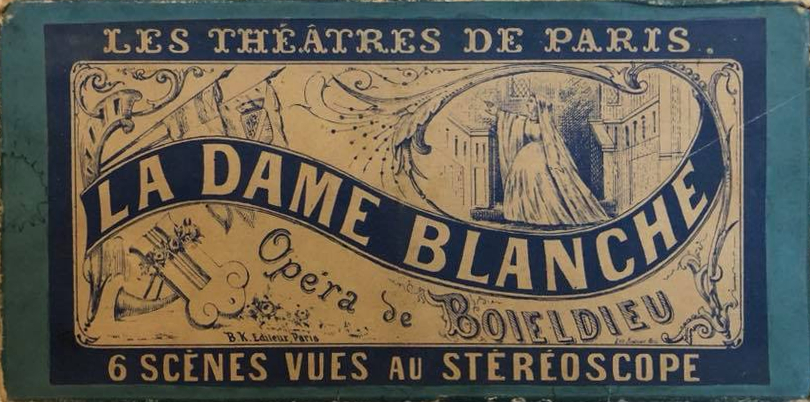 LES THÉÂTRES DE PARIS.
LA DAME BLANCHE
Opéra de BOIELDIEU
B.K. Editeur, Paris
6 SCÈNES VUES AU STÉRÉOSCOPE